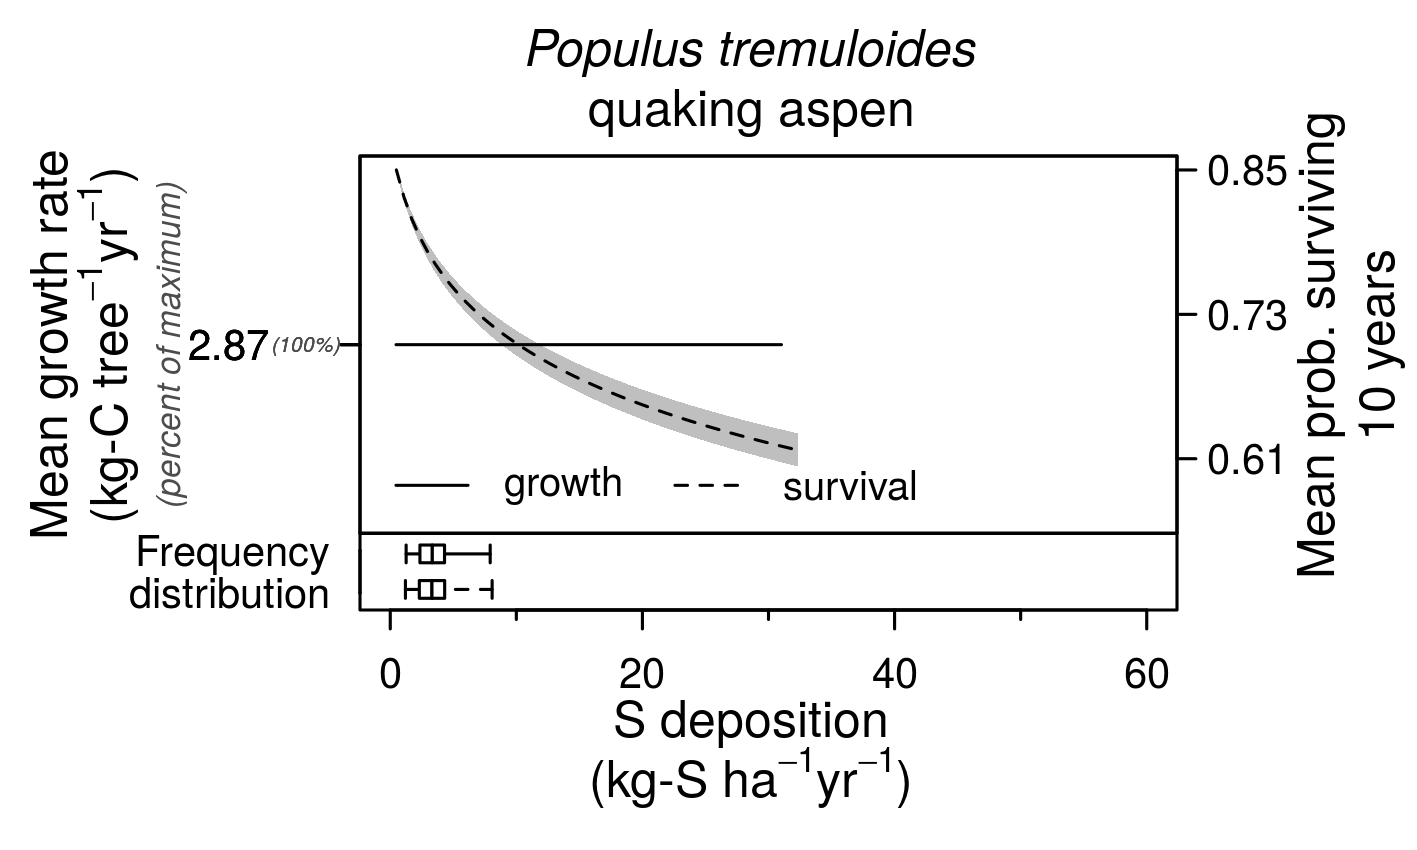 Populus tremuloides
quaking aspen
Mean growth rate
(kg-C tree⁻¹yr⁻¹)
(percent of maximum)
2.87 (100%)
0.85
0.73
0.61
Mean prob. surviving
10 years
growth
survival
Frequency
distribution
0 20 40 60
S deposition
(kg-S ha⁻¹yr⁻¹)